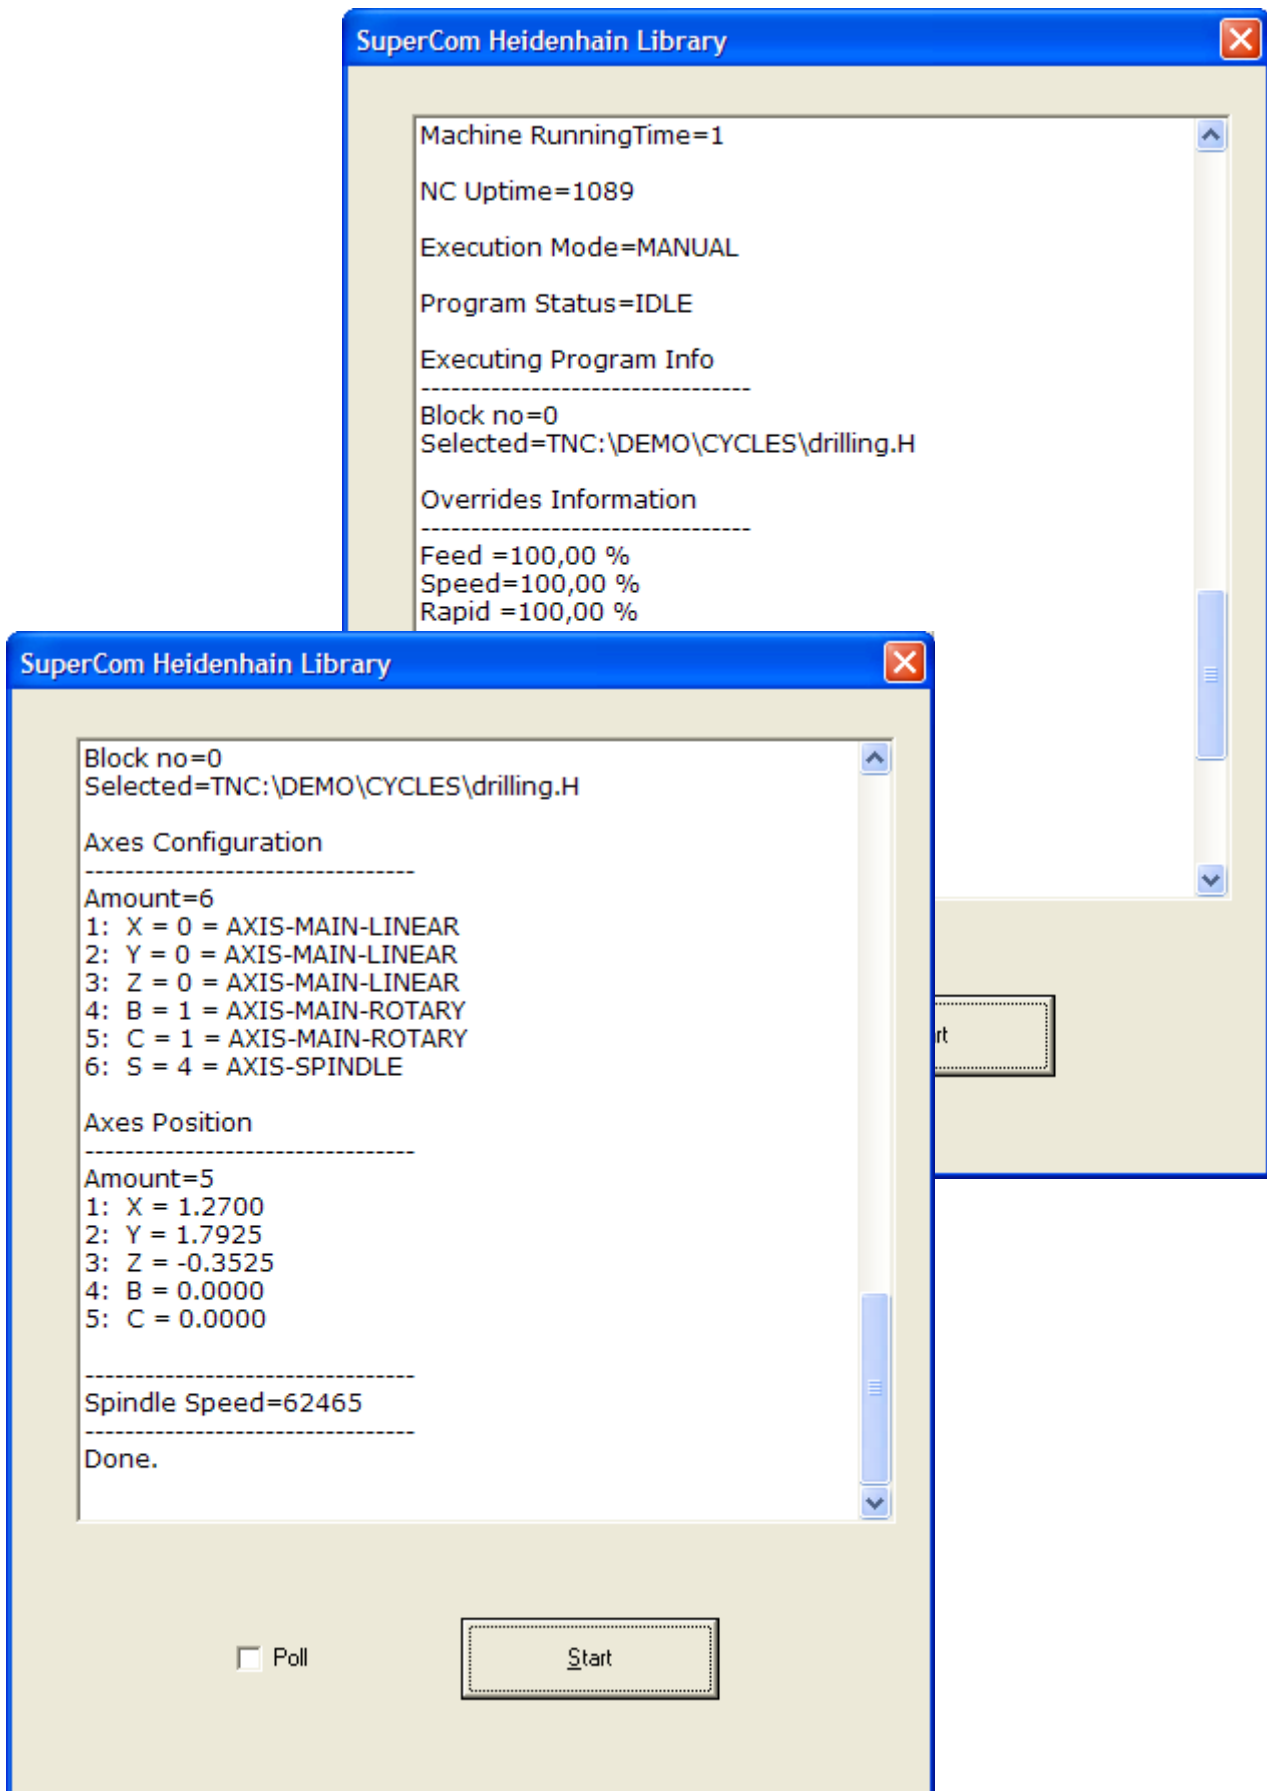 SuperCom Heidenhain Library
Machine RunningTime=1
NC Uptime=1089
Execution Mode=MANUAL
Program Status=IDLE
Executing Program Info
---------------------------------
Block no=0
Selected=TNC:\DEMO\CYCLES\drilling.H
Overrides Information
---------------------------------
Feed =100,00 %
Speed=100,00 %
Rapid =100,00 %
rt
SuperCom Heidenhain Library
Block no=0
Selected=TNC:\DEMO\CYCLES\drilling.H
Axes Configuration
---------------------------------
Amount=6
1:  X = 0 = AXIS-MAIN-LINEAR
2:  Y = 0 = AXIS-MAIN-LINEAR
3:  Z = 0 = AXIS-MAIN-LINEAR
4:  B = 1 = AXIS-MAIN-ROTARY
5:  C = 1 = AXIS-MAIN-ROTARY
6:  S = 4 = AXIS-SPINDLE
Axes Position
---------------------------------
Amount=5
1:  X = 1.2700
2:  Y = 1.7925
3:  Z = -0.3525
4:  B = 0.0000
5:  C = 0.0000
---------------------------------
Spindle Speed=62465
---------------------------------
Done.
Poll
Start